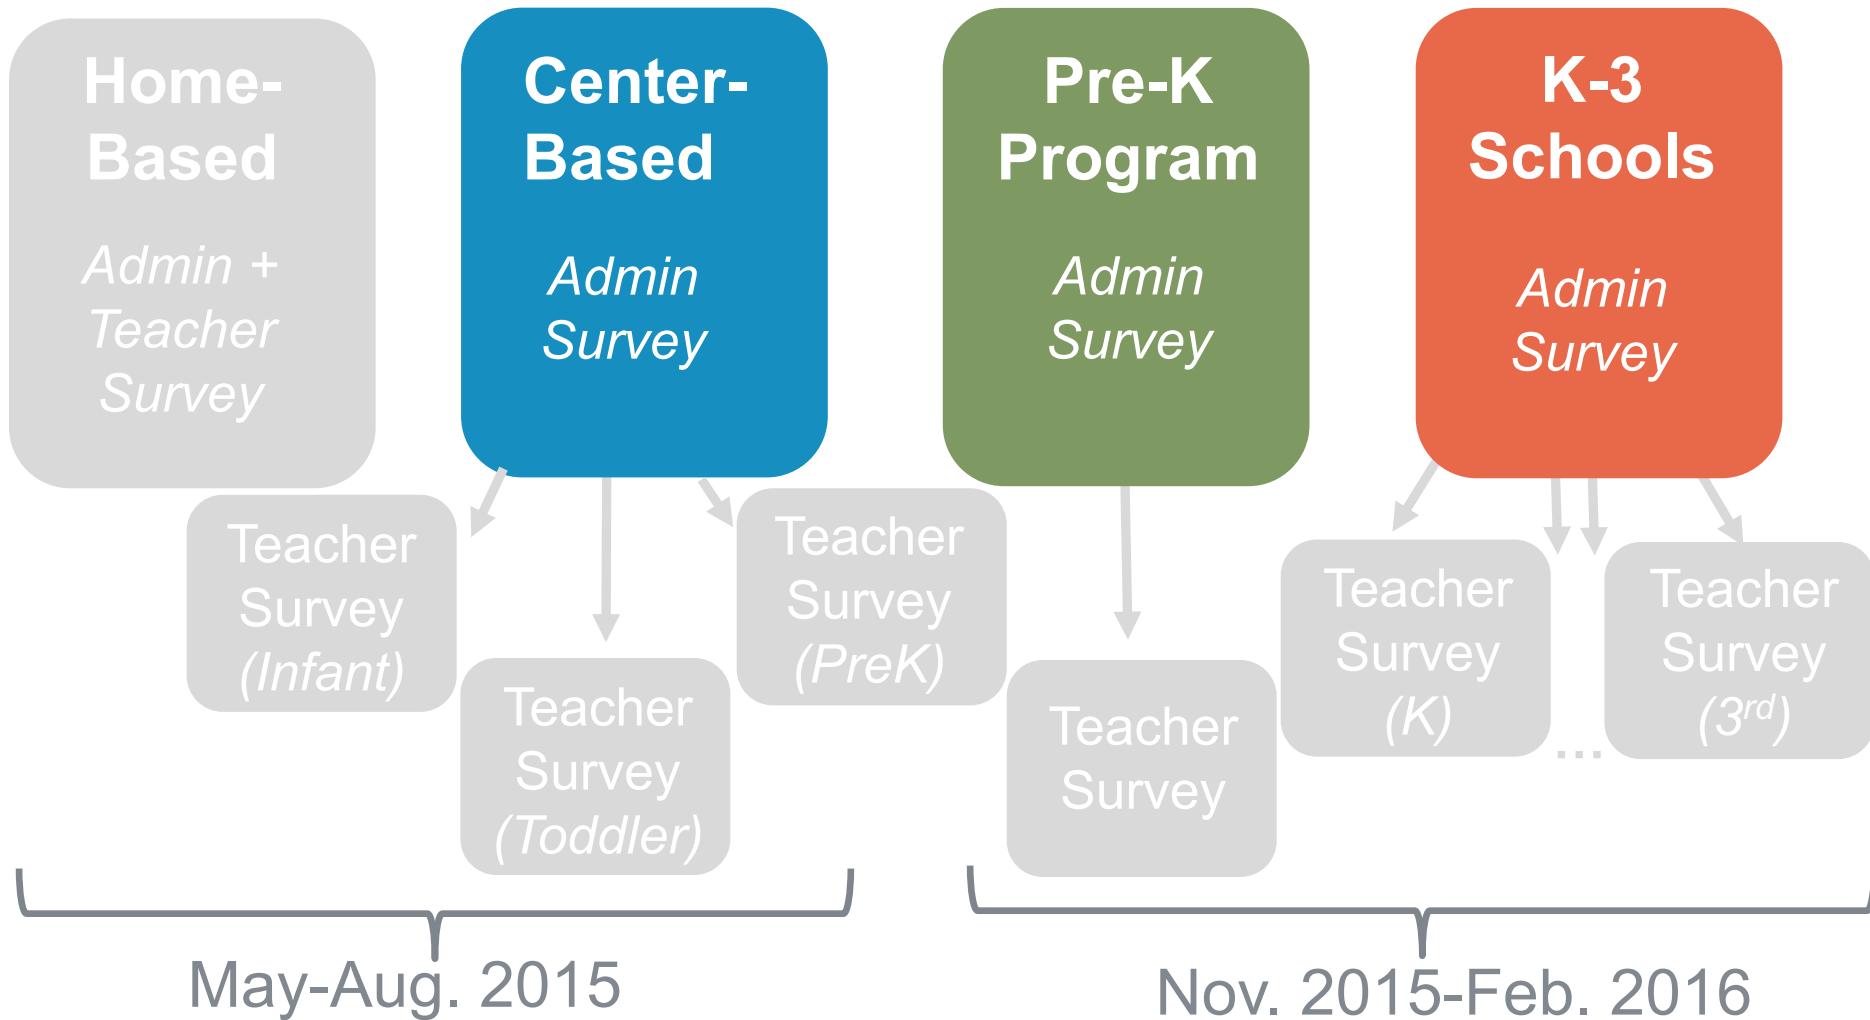 Home-
Based
Admin +
Teacher
Survey
Center-
Based
Admin
Survey
Pre-K
Program
Admin
Survey
K-3
Schools
Admin
Survey
Teacher
Survey
(Infant)
Teacher
Survey
(Toddler)
Teacher
Survey
(PreK)
Teacher
Survey
Teacher
Survey
(K)
...
Teacher
Survey
(3rd)
May-Aug. 2015
Nov. 2015-Feb. 2016